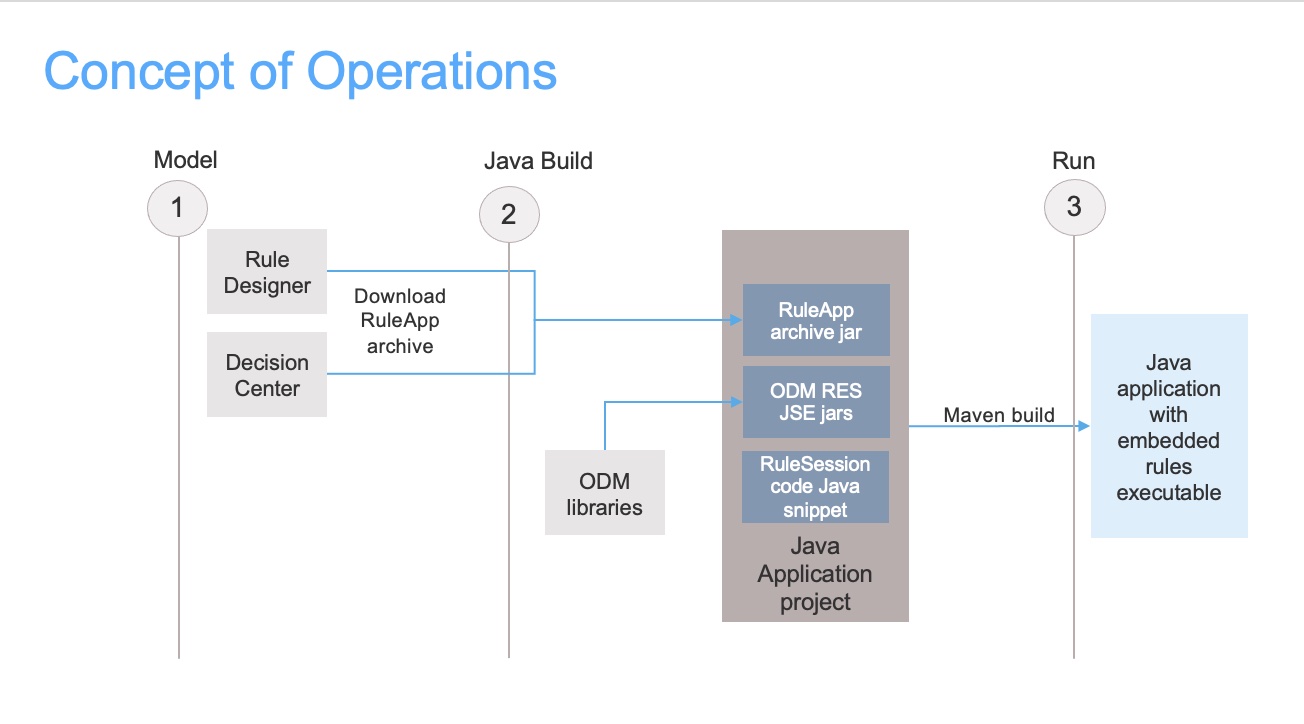 Concept of Operations
Model
Java Build
Run
1
2
3
Rule
Designer
Download
RuleApp
archive
Decision
Center
ODM
libraries
RuleApp
archive jar
ODM RES
JSE jars
RuleSession
code Java
snippet
Java
Application
project
Maven build
Java
application
with
embedded
rules
executable